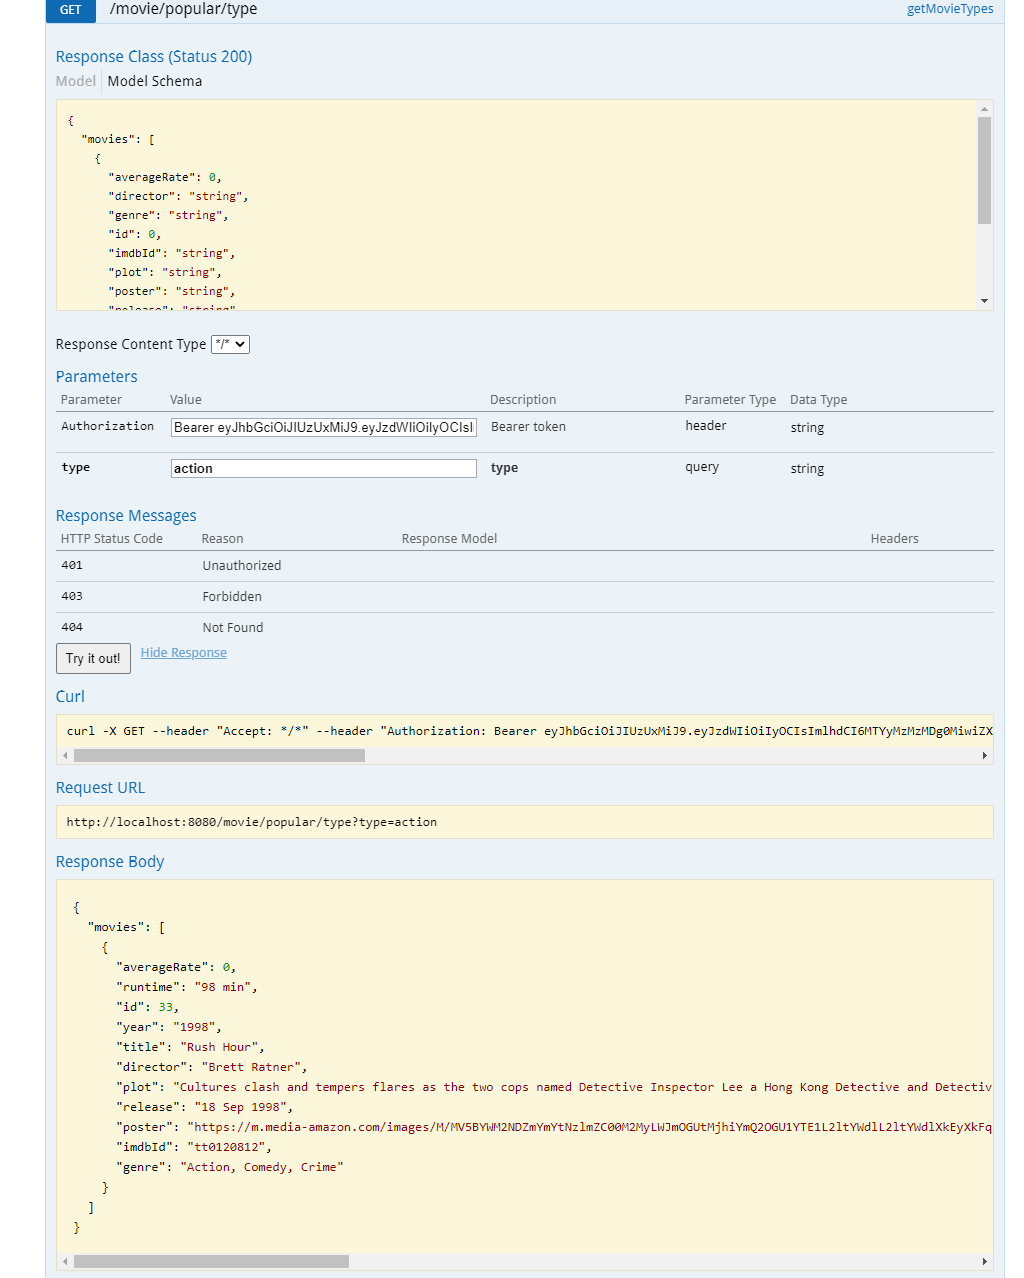 GET /movie/popular/type getMovieTypes
Response Class (Status 200)
Model Model Schema
{
"movies": [
{
"averageRate": 0,
"director": "string",
"genre": "string",
"id": 0,
"imdbId": "string",
"plot": "string",
"poster": "string",
"release": "string"
Response Content Type */*
Parameters
Parameter Value Description Parameter Type Data Type
Authorization Bearer eyJhbGciOiJIUzUxMiJ9.eyJzdWIiOiIyOCIsI Bearer token header string
type action type query string
Response Messages
HTTP Status Code Reason Response Model Headers
401 Unauthorized
403 Forbidden
404 Not Found
Try it out! Hide Response
Curl
curl -X GET --header "Accept: */*" --header "Authorization: Bearer eyJhbGciOiJIUzUxMiJ9.eyJzdWIiOiIyOCIsImlhdCI6MTYyMzMzMDg0MiwiZX
Request URL
http://localhost:8080/movie/popular/type?type=action
Response Body
{
"movies": [
{
"averageRate": 0,
"runtime": "98 min",
"id": 33,
"year": "1998",
"title": "Rush Hour",
"director": "Brett Ratner",
"plot": "Cultures clash and tempers flares as the two cops named Detective Inspector Lee a Hong Kong Detective and Detectiv
"release": "18 Sep 1998",
"poster": "https://m.media-amazon.com/images/M/MV5BYWM2NDZmYmYtNzlmZC00M2MyLWJmOGUtMjhiYmQ2OGU1YTE1L2ltYWdlL2ltYWdlXkEyXkFq
"imdbId": "tt0120812",
"genre": "Action, Comedy, Crime"
}
]
}